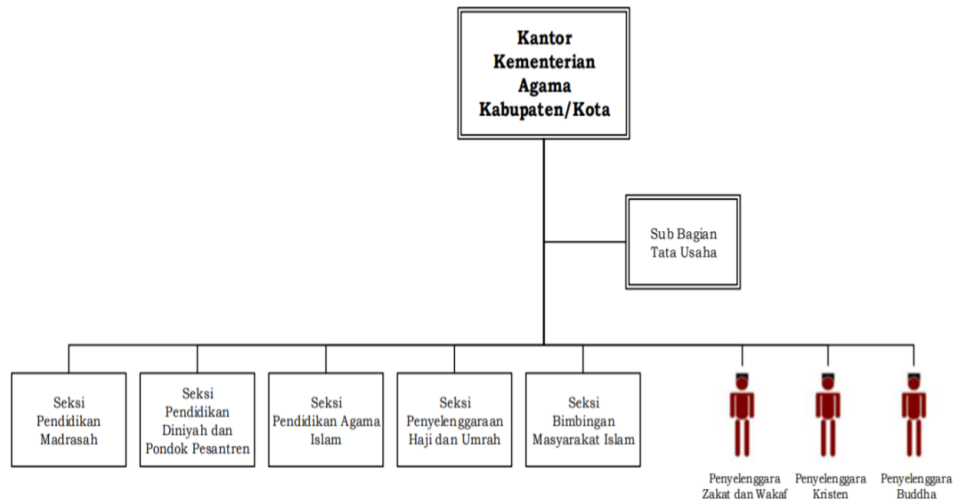 Kantor
Kementerian
Agama
Kabupaten/Kota
Sub Bagian
Tata Usaha
Seksi
Pendidikan
Madrasah
Seksi
Pendidikan
Diniyah dan
Pondok Pesantren
Seksi
Pendidikan Agama
Islam
Seksi
Penyelenggaraan
Haji dan Umrah
Seksi
Bimbingan
Masyarakat Islam
Penyelenggara
Zakat dan Wakaf
Penyelenggara
Kristen
Penyelenggara
Buddha